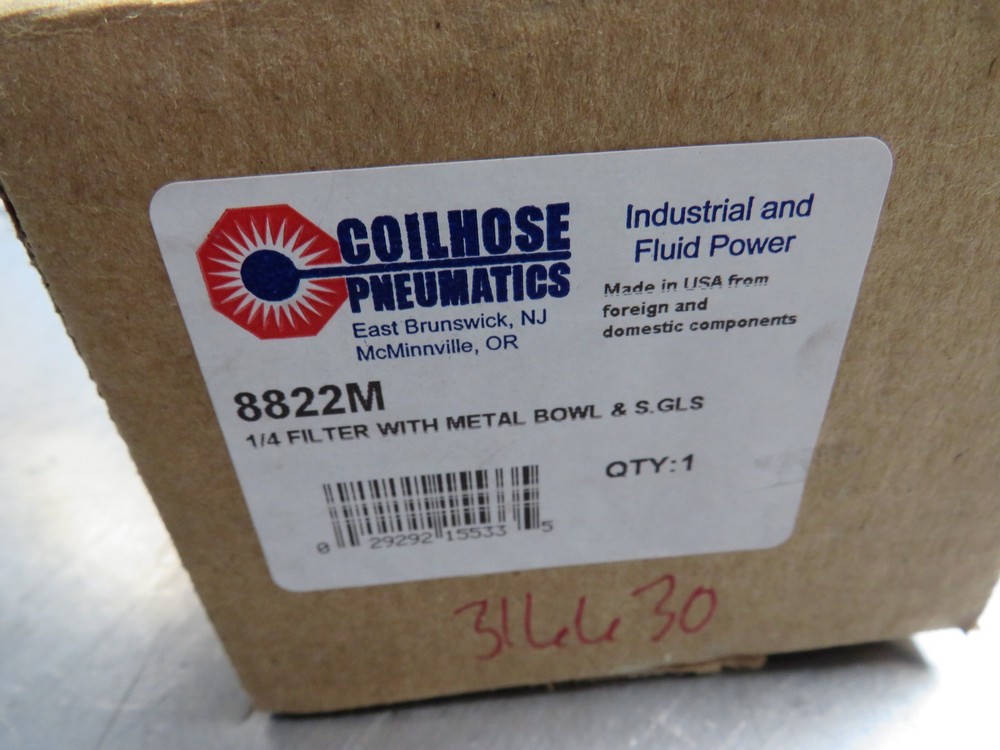 COILHOSE
PNEUMATICS
East Brunswick, NJ
McMinnville, OR
Industrial and
Fluid Power
Made in USA from
foreign and
domestic components
8822M
1/4 FILTER WITH METAL BOWL & S.GLS
QTY:1
0 29292 15533 5
316630